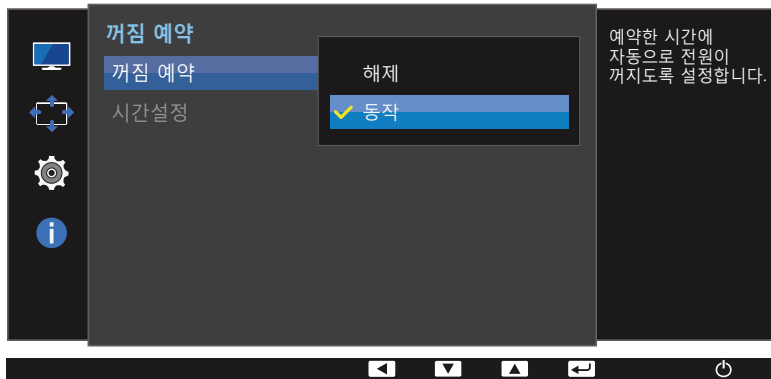 꺼짐 예약
꺼짐 예약
시간설정
해제
동작
예약한 시간에
자동으로 전원이
꺼지도록 설정합니다.